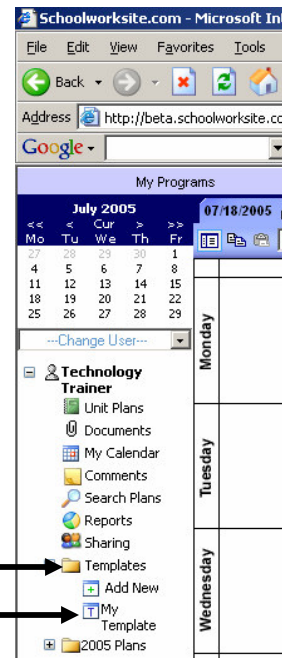 Schoolworksite.com - Microsoft In
File Edit View Favorites Tools
Back
Address http://beta.schoolworksite.co
Google
My Programs
July 2005
<< < Cur > >>
Mo Tu We Th Fr
27 28 29 30 1
4 5 6 7 8
11 12 13 14 15
18 19 20 21 22
25 26 27 28 29
---Change User---
Technology
Trainer
Unit Plans
Documents
My Calendar
Comments
Search Plans
Reports
Sharing
Templates
Add New
My
Template
2005 Plans
07/18/2005
Monday
Tuesday
Wednesday